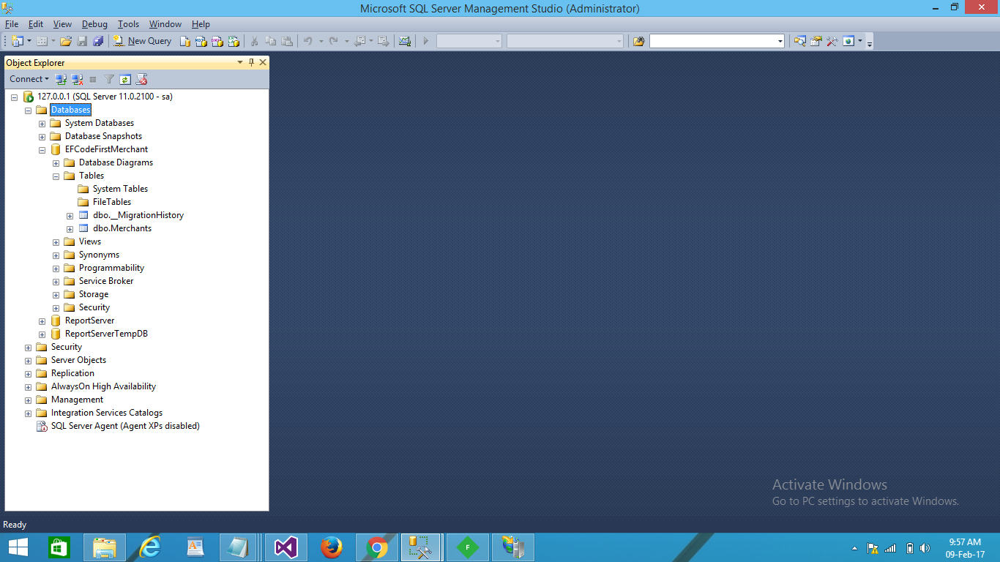 Microsoft SQL Server Management Studio (Administrator)
File Edit View Debug Tools Window Help
New Query
Object Explorer
Connect
127.0.0.1 (SQL Server 11.0.2100 - sa)
Databases
System Databases
Database Snapshots
EFCodeFirstMerchant
Database Diagrams
Tables
System Tables
FileTables
dbo.__MigrationHistory
dbo.Merchants
Views
Synonyms
Programmability
Service Broker
Storage
Security
ReportServer
ReportServerTempDB
Security
Server Objects
Replication
AlwaysOn High Availability
Management
Integration Services Catalogs
SQL Server Agent (Agent XPs disabled)
Activate Windows
Go to PC settings to activate Windows.
Ready
F
9:57 AM
09-Feb-17